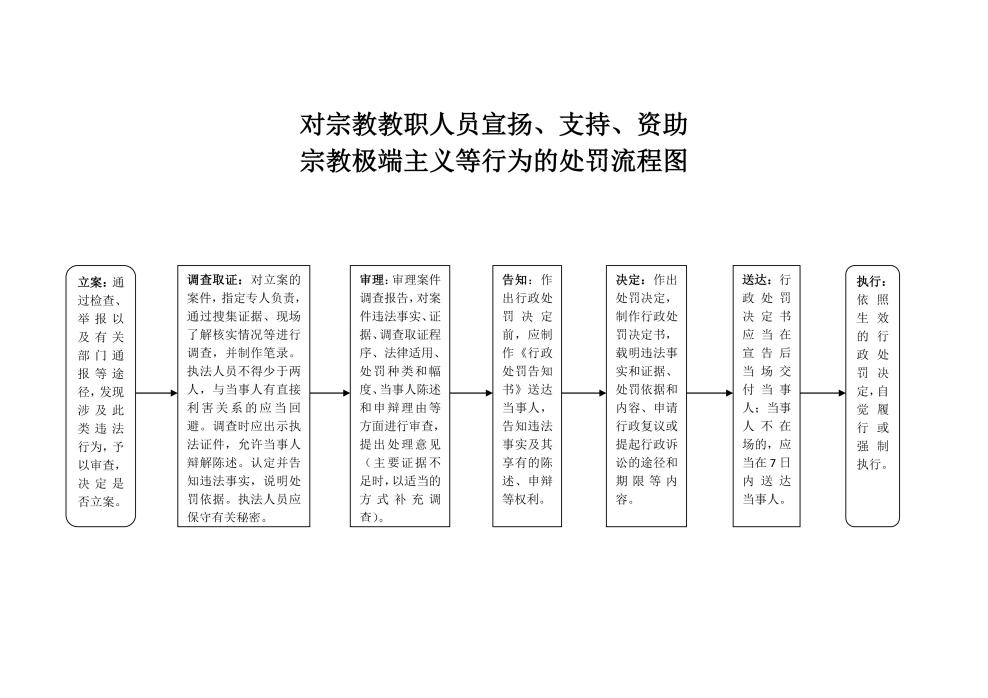 对宗教教职人员宣扬、支持、资助
宗教极端主义等行为的处罚流程图
立案：通
过检查、
举报以
及有关
部门通
报等途
径，发现
涉及此
类违法
行为，予
以审查，
决定是
否立案。
调查取证：对立案的
案件，指定专人负责，
通过搜集证据、现场
了解核实情况等进行
调查，并制作笔录。
执法人员不得少于两
人，与当事人有直接
利害关系的应当回
避。调查时应出示执
法证件，允许当事人
辩解陈述。认定并告
知违法事实，说明处
罚依据。执法人员应
保守有关秘密。
审理：审理案件
调查报告，对案
件违法事实、证
据、调查取证程
序、法律适用、
处罚种类和幅
度、当事人陈述
和申辩理由等
方面进行审查，
提出处理意见
（主要证据不
足时，以适当的
方式补充调
查）。
告知：作
出行政处
罚决定
前，应制
作《行政
处罚告知
书》送达
当事人，
告知违法
事实及其
享有的陈
述、申辩
等权利。
决定：作出
处罚决定，
制作行政处
罚决定书，
载明违法事
实和证据、
处罚依据和
内容、申请
行政复议或
提起行政诉
讼的途径和
期限等内
容。
送达：行
政处罚
决定书
应当在
宣告后
当场交
付当事
人；当事
人不在
场的，应
当在7日
内送达
当事人。
执行：
依照
生效
的行
政处
罚决
定，自
觉履
行或
强制
执行。